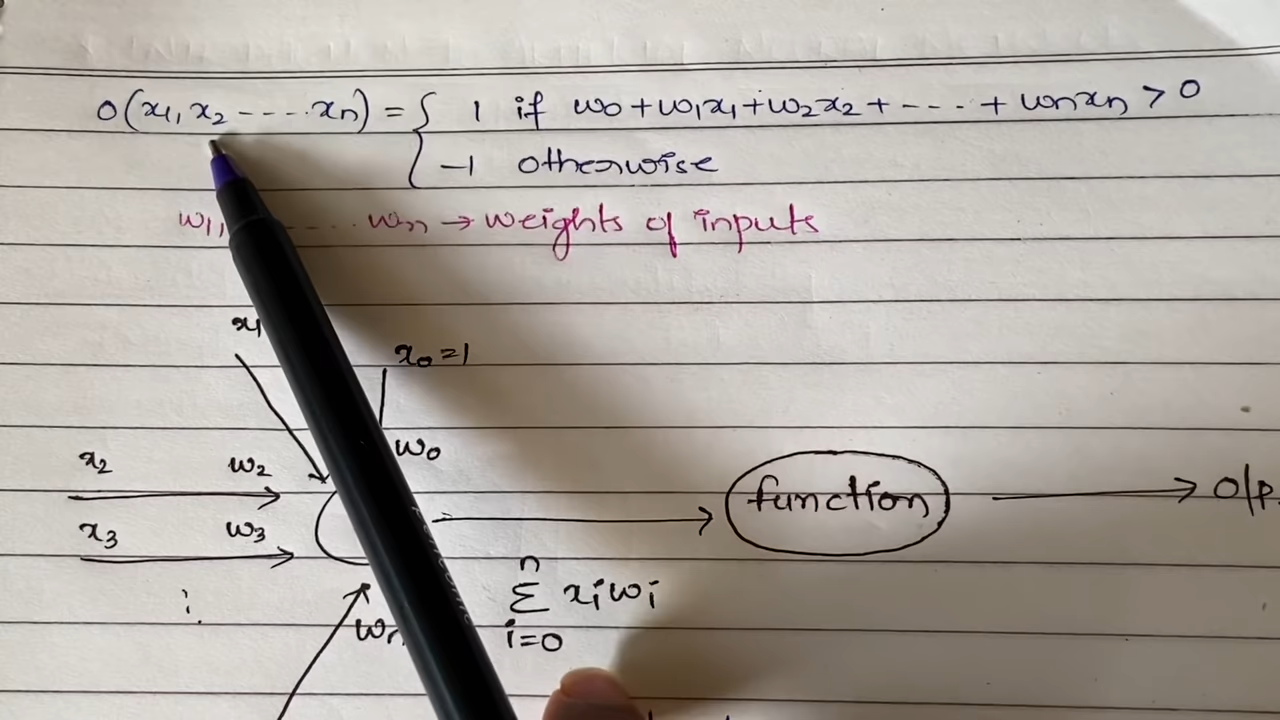 O(x1, x2 ---- .. xn) = { 1 if w0 + w1x1 + w2x2 + - - - . + wnxn > 0
-1 otherwise
w1, .... wn → weights of inputs
x1
x0 = 1
w0
x2 w2
x3 w3
function
O/p
n
Σ xiwi
i=0